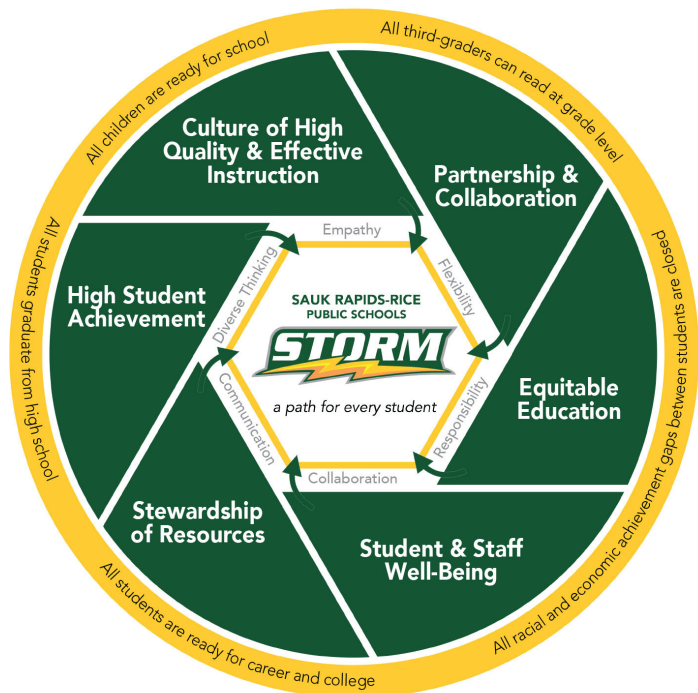 All children are ready for school
All third-graders can read at grade level
All racial and economic achievement gaps between students are closed
All students are ready for career and college
All students graduate from high school
Culture of High
Quality & Effective
Instruction
Partnership &
Collaboration
Equitable
Education
Student & Staff
Well-Being
Stewardship
of Resources
High Student
Achievement
Empathy
Flexibility
Responsibility
Collaboration
Communication
Diverse Thinking
SAUK RAPIDS-RICE
PUBLIC SCHOOLS
STORM
a path for every student